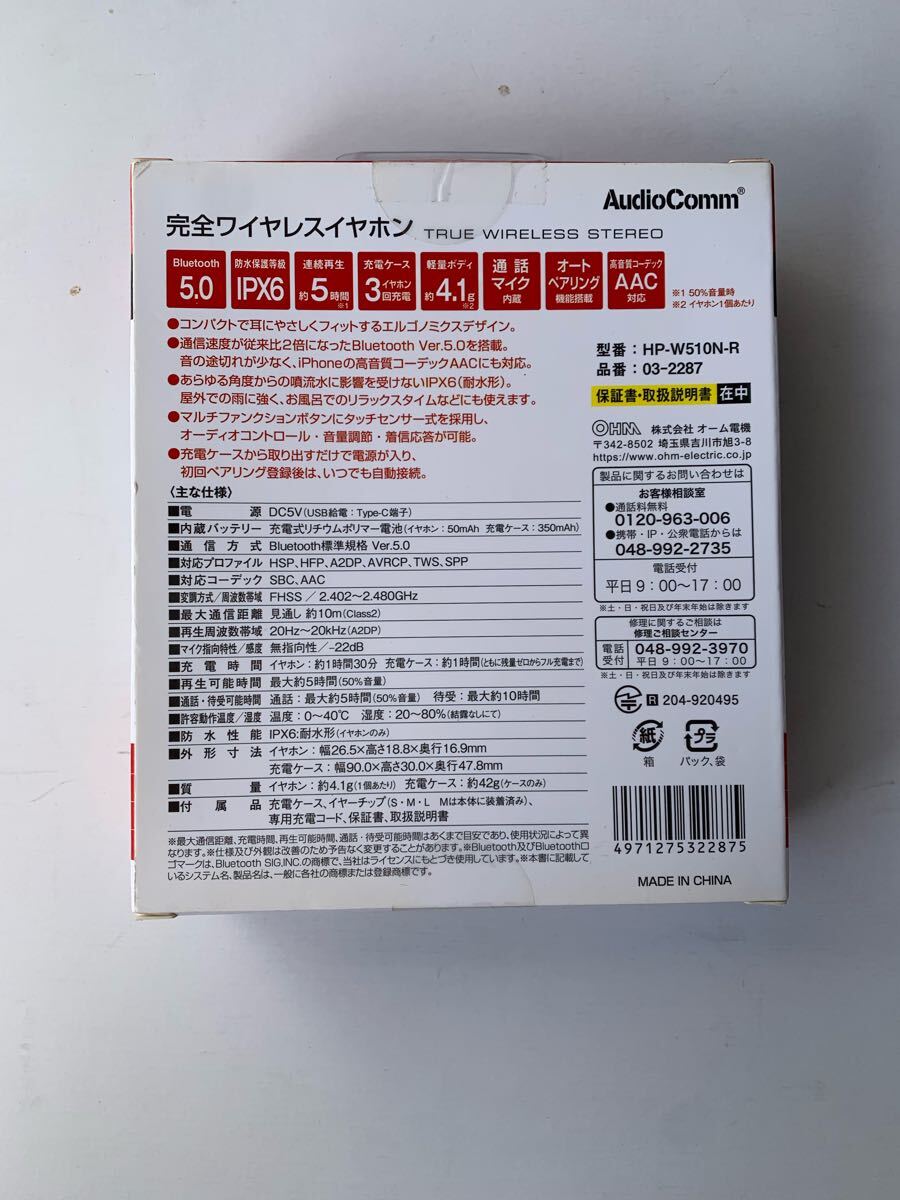 AudioComm®
完全ワイヤレスイヤホン TRUE WIRELESS STEREO
Bluetooth 5.0
防水保護等級 IPX6
連続再生 約5時間 ※1
充電ケース 3イヤホン回充電
軽量ボディ 約4.1g ※2
通話マイク内蔵
オートペアリング機能搭載
高音質コーデック AAC対応
※1 50%音量時
※2 イヤホン1個あたり
●コンパクトで耳にやさしくフィットするエルゴノミクスデザイン。
●通信速度が従来比2倍になったBluetooth Ver.5.0を搭載。
音の途切れが少なく、iPhoneの高音質コーデックAACにも対応。
●あらゆる角度からの噴流水に影響を受けないIPX6(耐水形)。
屋外での雨に強く、お風呂でのリラックスタイムなどにも使えます。
●マルチファンクションボタンにタッチセンサー式を採用し、
オーディオコントロール・音量調節・着信応答が可能。
●充電ケースから取り出すだけで電源が入り、
初回ペアリング登録後は、いつでも自動接続。
〈主な仕様〉
■電源 DC5V(USB給電：Type-C端子)
■内蔵バッテリー 充電式リチウムポリマー電池(イヤホン：50mAh 充電ケース：350mAh)
■通信方式 Bluetooth標準規格 Ver.5.0
■対応プロファイル HSP、HFP、A2DP、AVRCP、TWS、SPP
■対応コーデック SBC、AAC
■変調方式/周波数帯域 FHSS / 2.402〜2.480GHz
■最大通信距離 見通し 約10m(Class2)
■再生周波数帯域 20Hz〜20kHz(A2DP)
■マイク指向特性/感度 無指向性/-22dB
■充電時間 イヤホン：約1時間30分 充電ケース：約1時間(ともに残量ゼロからフル充電まで)
■再生可能時間 最大約5時間(50%音量)
■通話・待受可能時間 通話：最大約5時間(50%音量) 待受：最大約10時間
■許容動作温度/湿度 温度：0〜40℃ 湿度：20〜80%(結露なしにて)
■防水性能 IPX6:耐水形(イヤホンのみ)
■外形寸法 イヤホン：幅26.5×高さ18.8×奥行16.9mm
充電ケース：幅90.0×高さ30.0×奥行47.8mm
■質量 イヤホン：約4.1g(1個あたり) 充電ケース：約42g(ケースのみ)
■付属品 充電ケース、イヤーチップ(S・M・L Mは本体に装着済み)、
専用充電コード、保証書、取扱説明書
※最大通信距離、充電時間、再生可能時間、通話・待受可能時間はあくまで目安であり、使用状況によって異
なります。※仕様及び外観は改善のため予告なく変更することがあります。※Bluetooth及びBluetoothロ
ゴマークは、Bluetooth SIG,INC.の商標で、当社はライセンスにもとづき使用しています。※本書に記載して
いるシステム名、製品名は、一般に各社の商標または登録商標です。
型番：HP-W510N-R
品番：03-2287
保証書・取扱説明書 在中
OHM 株式会社 オーム電機
〒342-8502 埼玉県吉川市旭3-8
https://www.ohm-electric.co.jp
製品に関するお問い合わせは
お客様相談室
●通話料無料
0120-963-006
●携帯・IP・公衆電話からは
048-992-2735
電話受付
平日9：00〜17：00
※土・日・祝日及び年末年始は除きます
修理に関するご相談は
修理ご相談センター
電話受付 048-992-3970
平日 9：00〜17：00
※土・日・祝日及び年末年始は除きます
R 204-920495
紙 プラ
箱 パック、袋
4971275322875
MADE IN CHINA